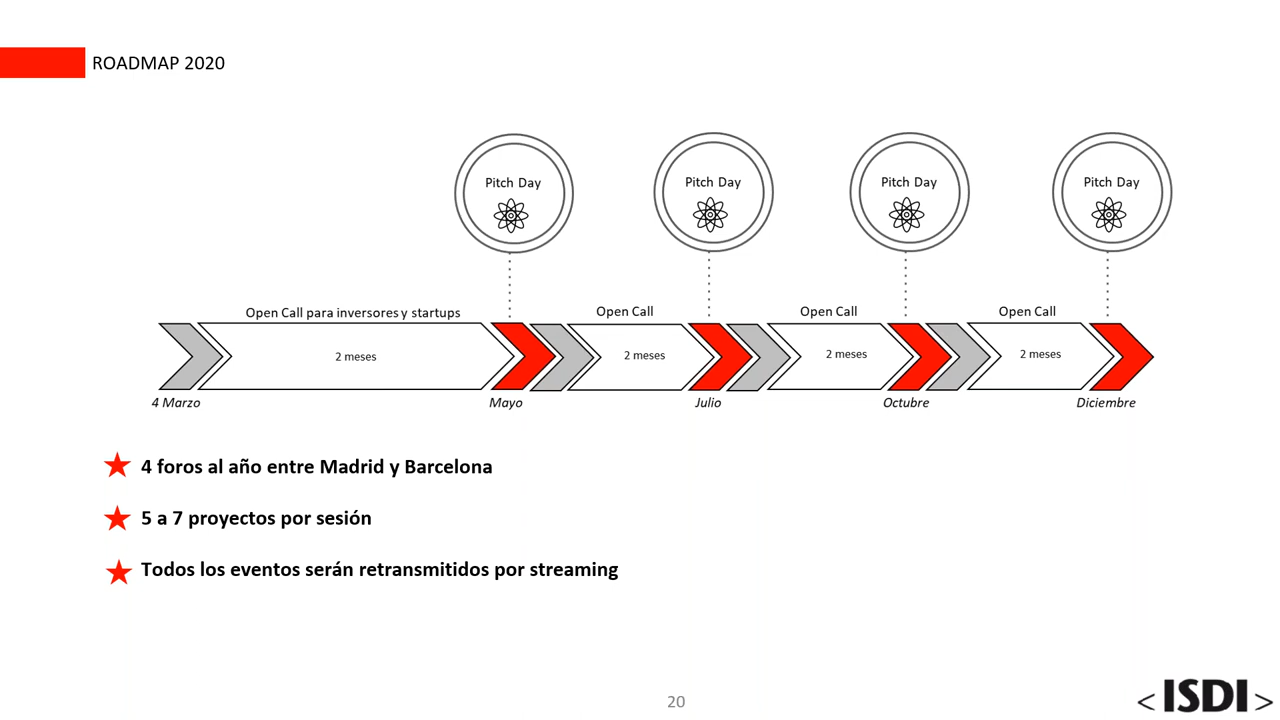 ROADMAP 2020
Pitch Day
Pitch Day
Pitch Day
Pitch Day
Open Call para inversores y startups
Open Call
Open Call
Open Call
2 meses
2 meses
2 meses
2 meses
4 Marzo
Mayo
Julio
Octubre
Diciembre
4 foros al año entre Madrid y Barcelona
5 a 7 proyectos por sesión
Todos los eventos serán retransmitidos por streaming
20
< ISDI >